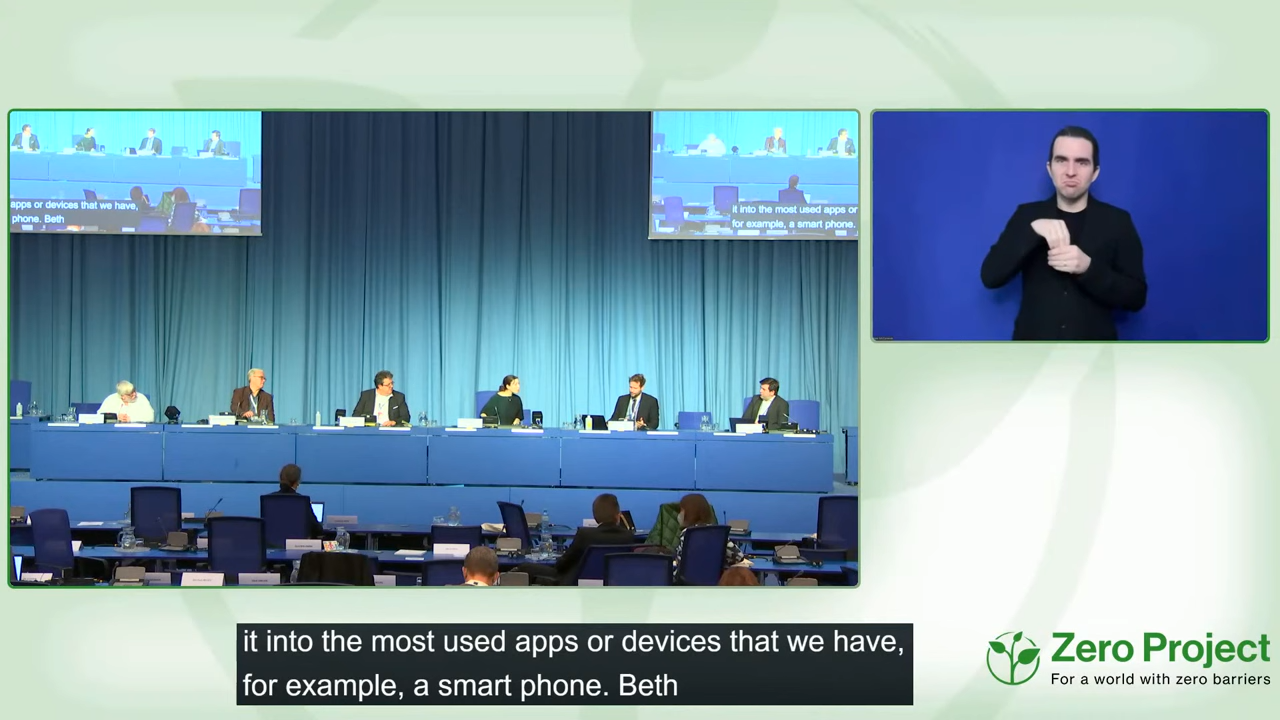 apps or devices that we have,
phone. Beth
it into the most used apps or
for example, a smart phone.
it into the most used apps or devices that we have,
for example, a smart phone. Beth
Zero Project
For a world with zero barriers